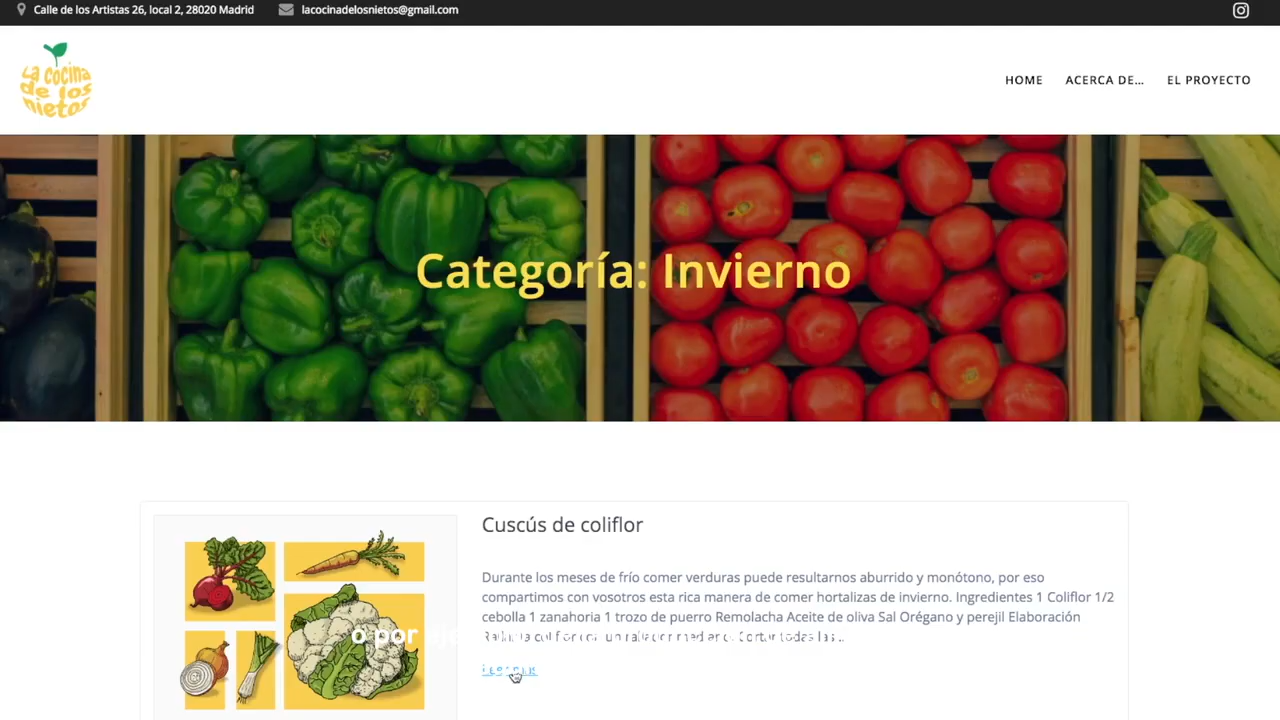 Calle de los Artistas 26, local 2, 28020 Madrid
lacocinadelosnietos@gmail.com
La cocina
de los
nietos
HOME
ACERCA DE...
EL PROYECTO
Categoría: Invierno
Cuscús de coliflor
Durante los meses de frío comer verduras puede resultarnos aburrido y monótono, por eso
compartimos con vosotros esta rica manera de comer hortalizas de invierno. Ingredientes 1 Coliflor 1/2
cebolla 1 zanahoria 1 trozo de puerro Remolacha Aceite de oliva Sal Orégano y perejil Elaboración
o por